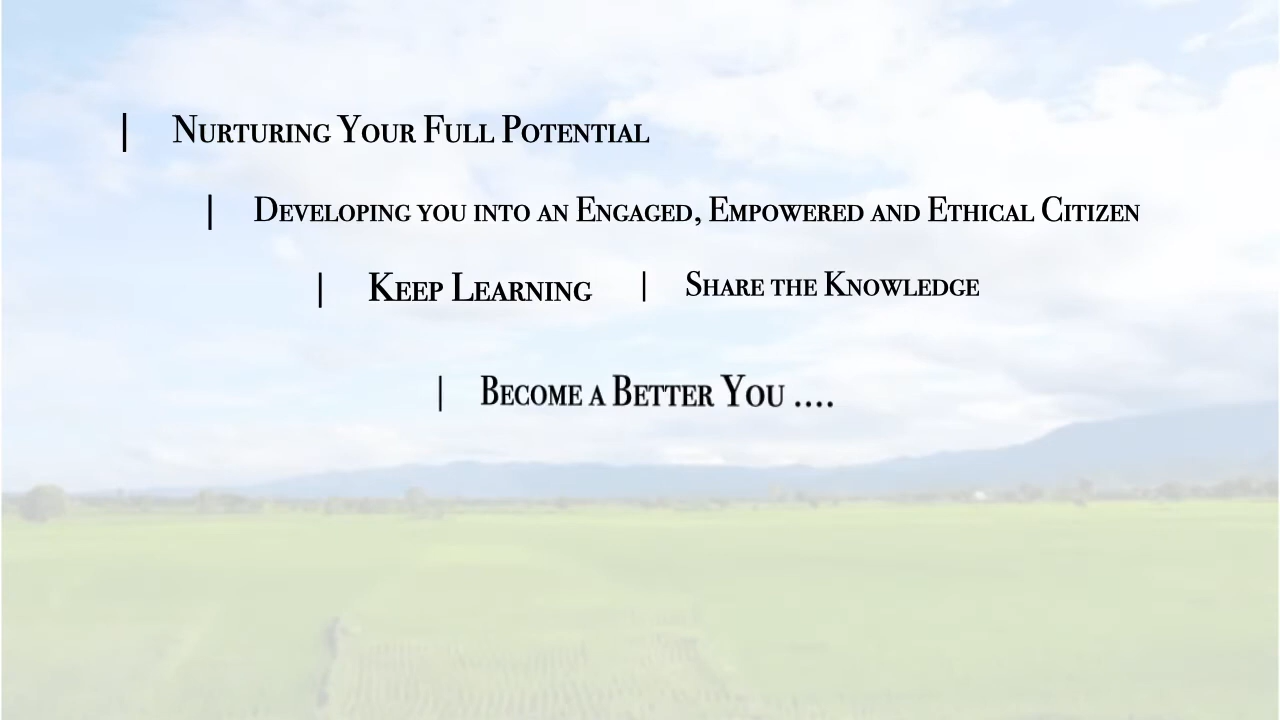 | Nurturing Your Full Potential
| Developing you into an Engaged, Empowered and Ethical Citizen
| Keep Learning | Share the Knowledge
| Become a Better You ....